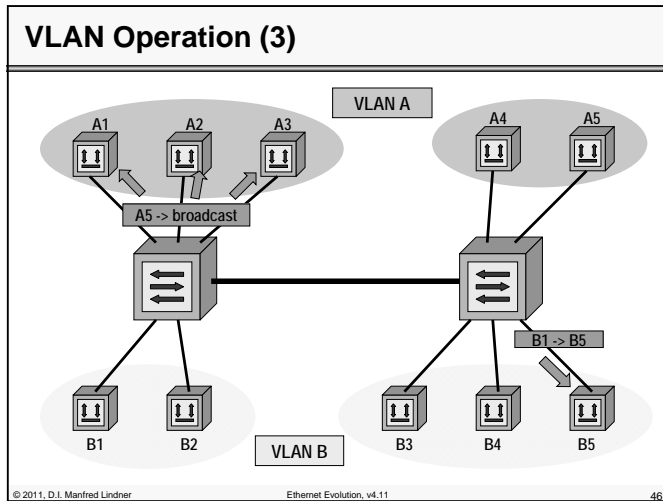 VLAN Operation (3)
VLAN A
A1
A2
A3
A4
A5
A5 -> broadcast
B1 -> B5
B1
B2
B3
B4
B5
VLAN B
© 2011, D.I. Manfred Lindner
Ethernet Evolution, v4.11
46